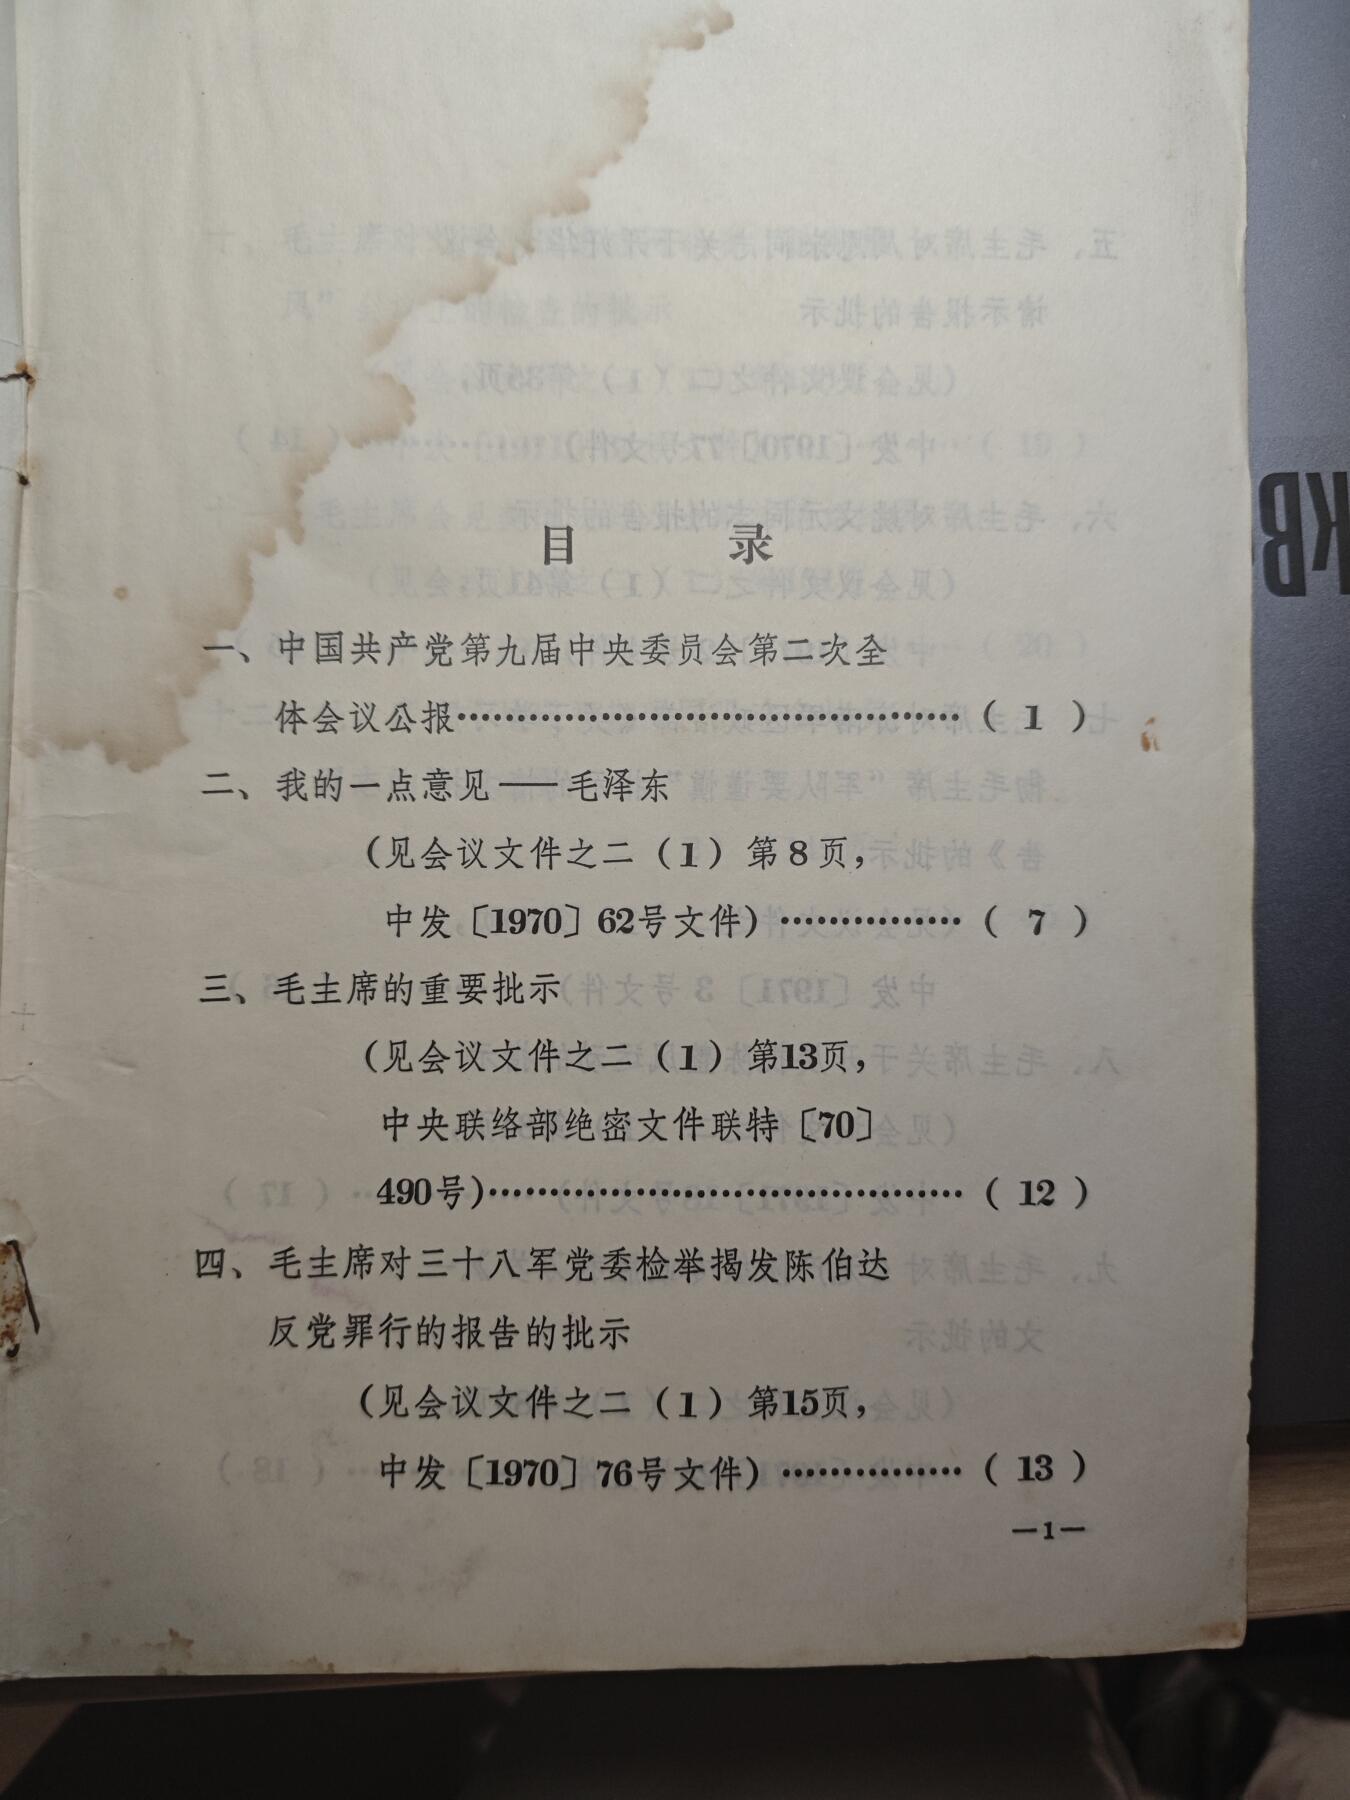 目 录
一、中国共产党第九届中央委员会第二次全
体会议公报……………………………………（ 1 ）
二、我的一点意见——毛泽东
（见会议文件之二（1）第8页，
中发〔1970〕62号文件）……………（ 7 ）
三、毛主席的重要批示
（见会议文件之二（1）第13页，
中央联络部绝密文件联特〔70〕
490号）…………………………………（ 12 ）
四、毛主席对三十八军党委检举揭发陈伯达
反党罪行的报告的批示
（见会议文件之二（1）第15页，
中发〔1970〕76号文件）……………（ 13 ）
—1—